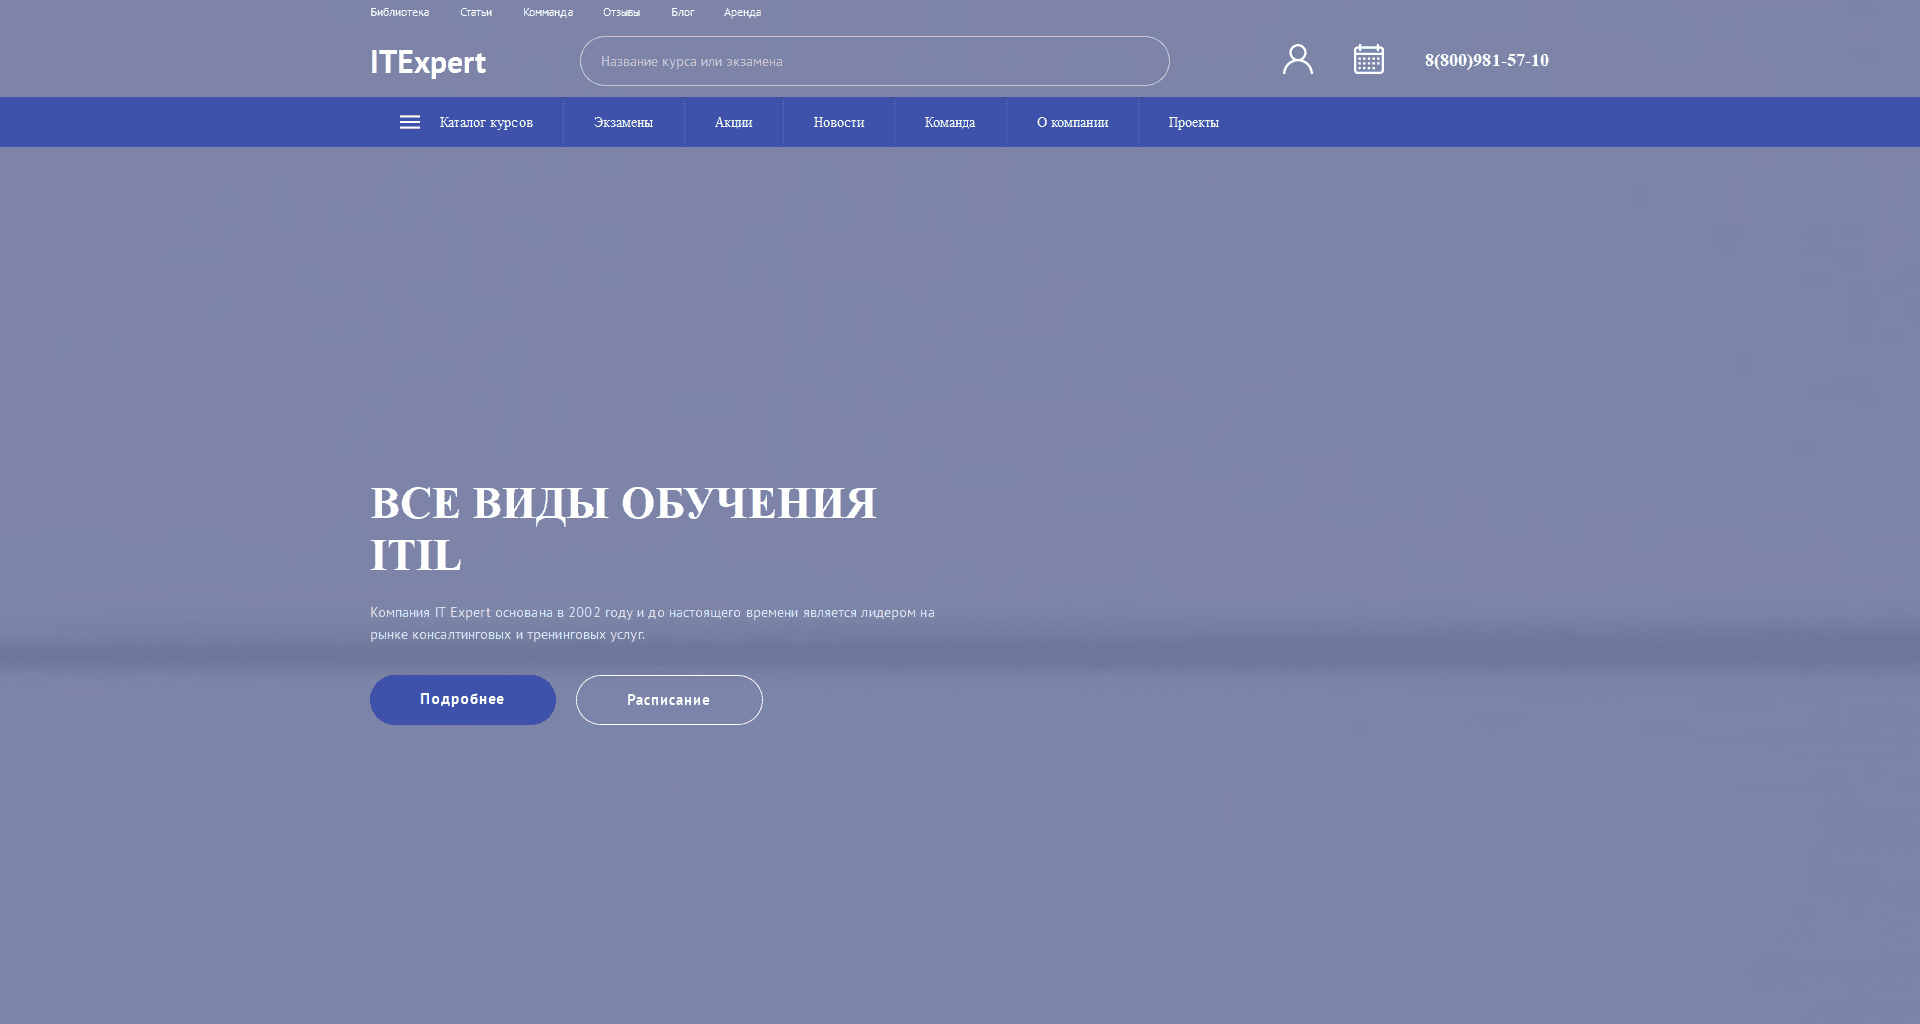 Библиотека Статьи Комманда Отзывы Блог Аренда
ITExpert Название курса или экзамена 8(800)981-57-10
Каталог курсов Экзамены Акции Новости Команда О компании Проекты
ВСЕ ВИДЫ ОБУЧЕНИЯ
ITIL
Компания IT Expert основана в 2002 году и до настоящего времени является лидером на
рынке консалтинговых и тренинговых услуг.
Подробнее Расписание